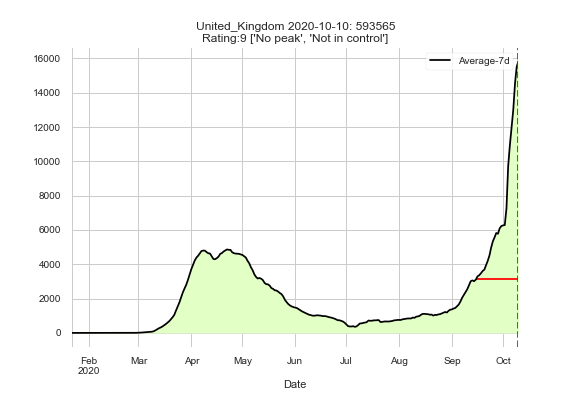 United_Kingdom 2020-10-10: 593565
Rating:9 ['No peak', 'Not in control']
Average-7d
16000
14000
12000
10000
8000
6000
4000
2000
0
Feb Mar Apr May Jun Jul Aug Sep Oct
2020
Date